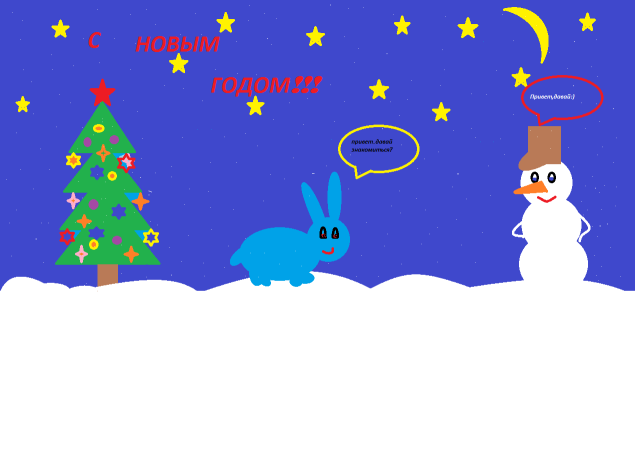 С НОВЫМ
ГОДОМ!!!
привет.давай
знакомиться?
Привет,давай:)